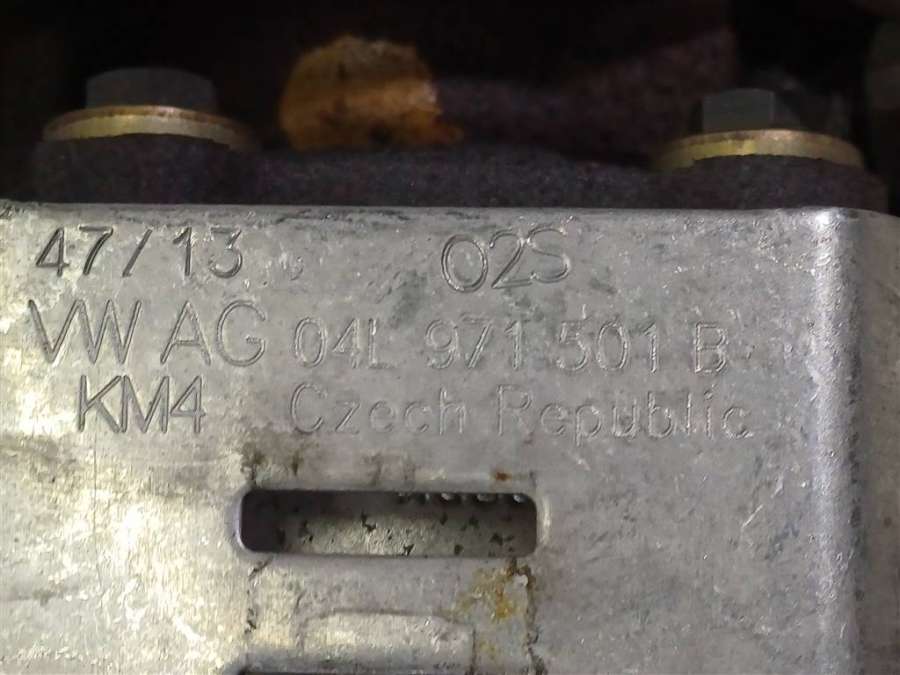 47/13 02S
VW AG 04L 971 501 B
KM4 Czech Republic